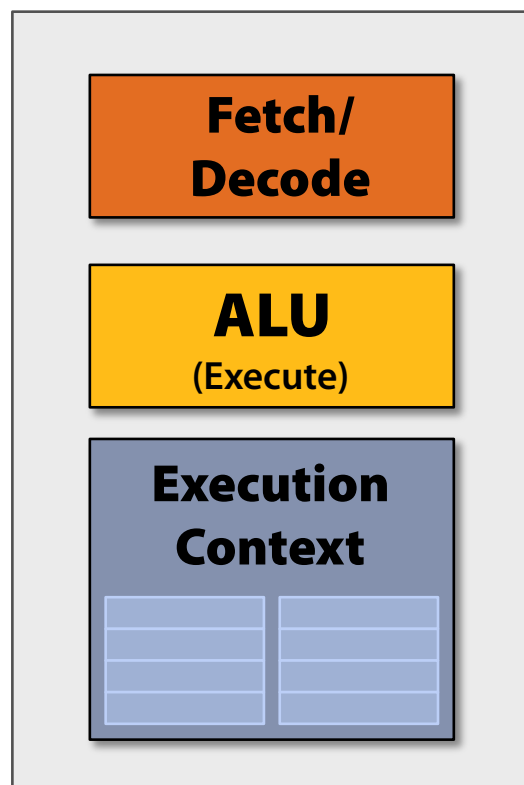 Fetch/
Decode
ALU
(Execute)
Execution
Context